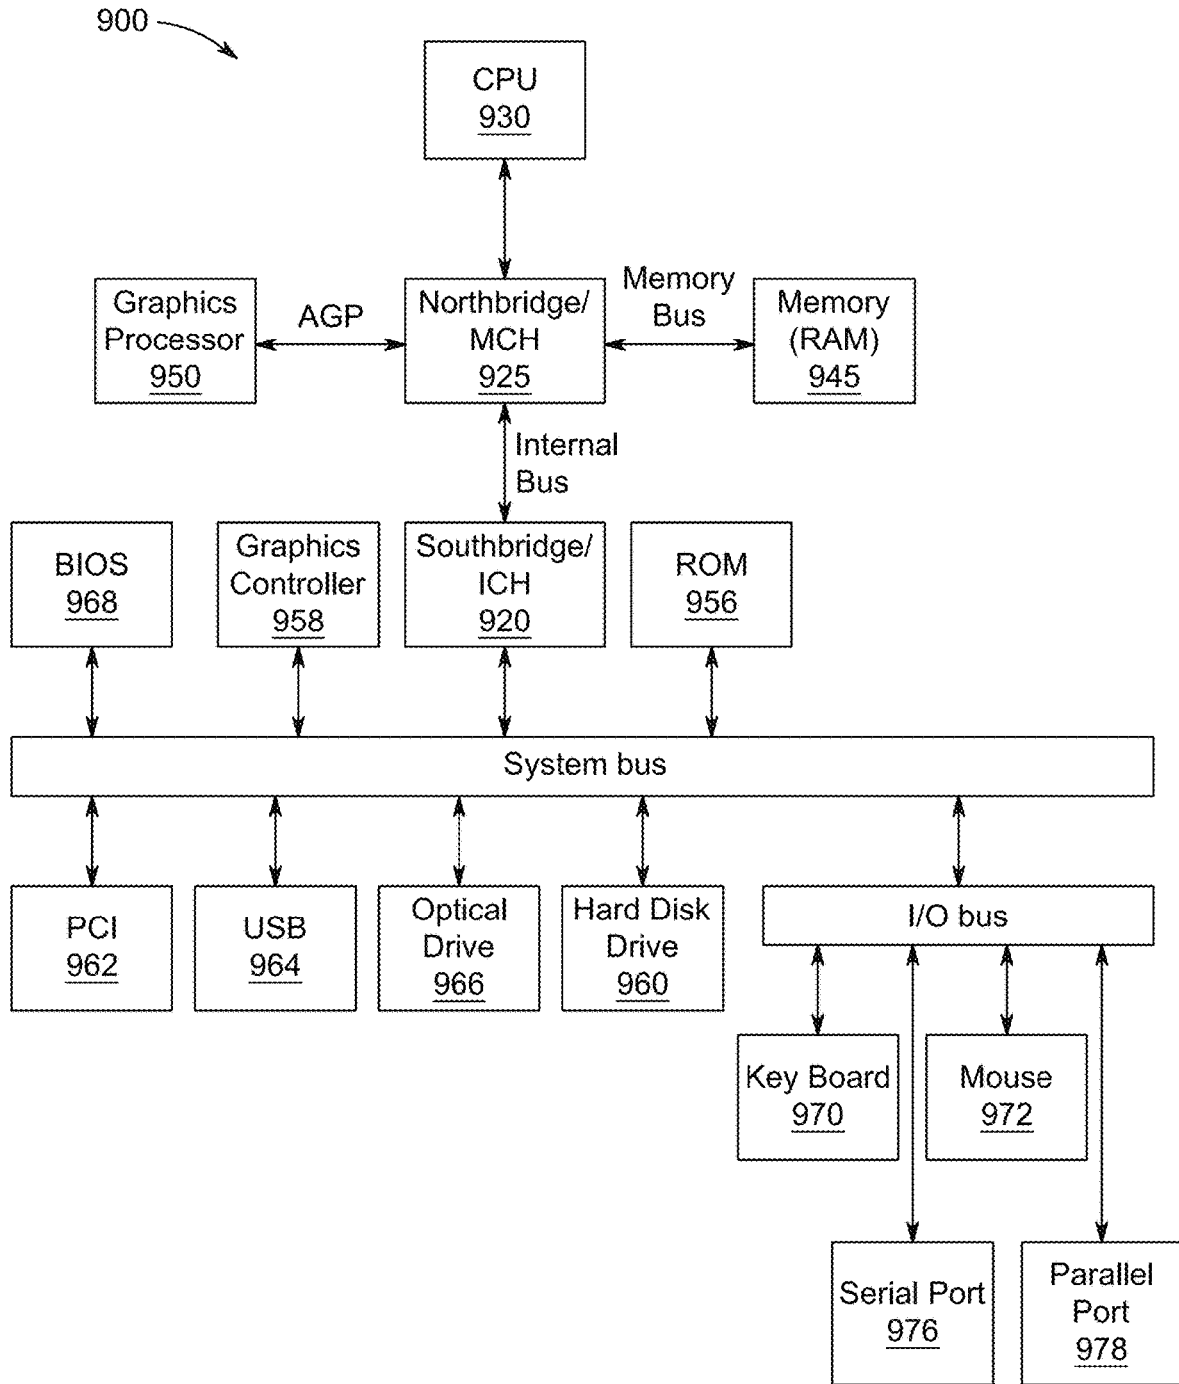 900
CPU
930
Graphics
Processor
950
AGP
Northbridge/
MCH
925
Memory
Bus
Memory
(RAM)
945
Internal
Bus
BIOS
968
Graphics
Controller
958
Southbridge/
ICH
920
ROM
956
System bus
PCI
962
USB
964
Optical
Drive
966
Hard Disk
Drive
960
I/O bus
Key Board
970
Mouse
972
Serial Port
976
Parallel
Port
978